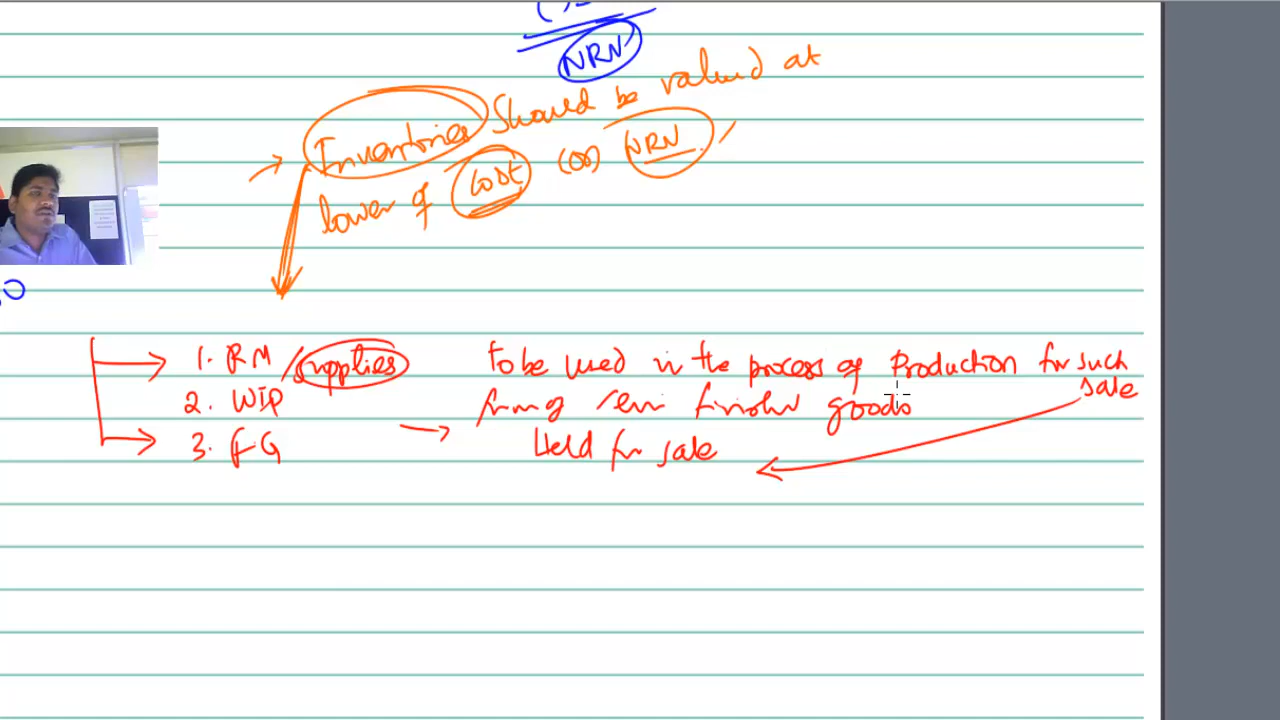 NRV
→ Inventories should be valued at
lower of cost (or) NRV
1. RM/supplies to be used in the process of Production for such sale
2. WIP form of semi finished goods
3. FG → Held for sale